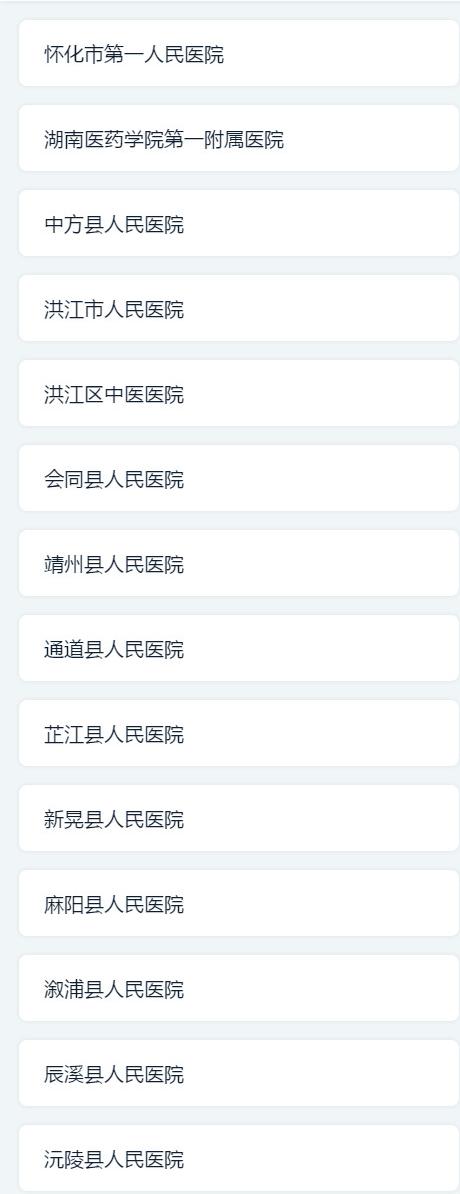 怀化市第一人民医院
湖南医药学院第一附属医院
中方县人民医院
洪江市人民医院
洪江区中医医院
会同县人民医院
靖州县人民医院
通道县人民医院
芷江县人民医院
新晃县人民医院
麻阳县人民医院
溆浦县人民医院
辰溪县人民医院
沅陵县人民医院